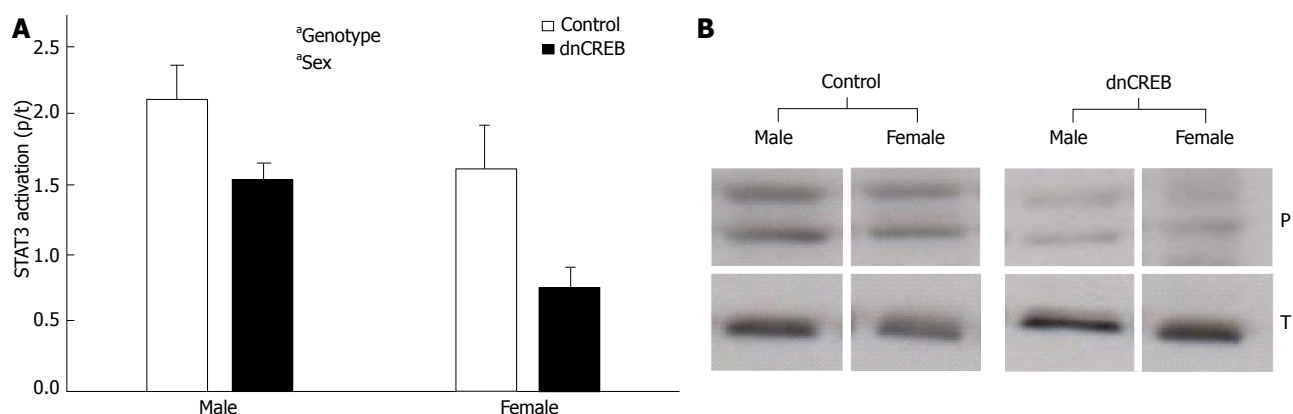 A
STAT3 activation (p/t)
2.5
2.0
1.5
1.0
0.5
0.0
ᵃGenotype
ᵃSex
Control
dnCREB
Male
Female
B
Control
dnCREB
Male
Female
Male
Female
P
T